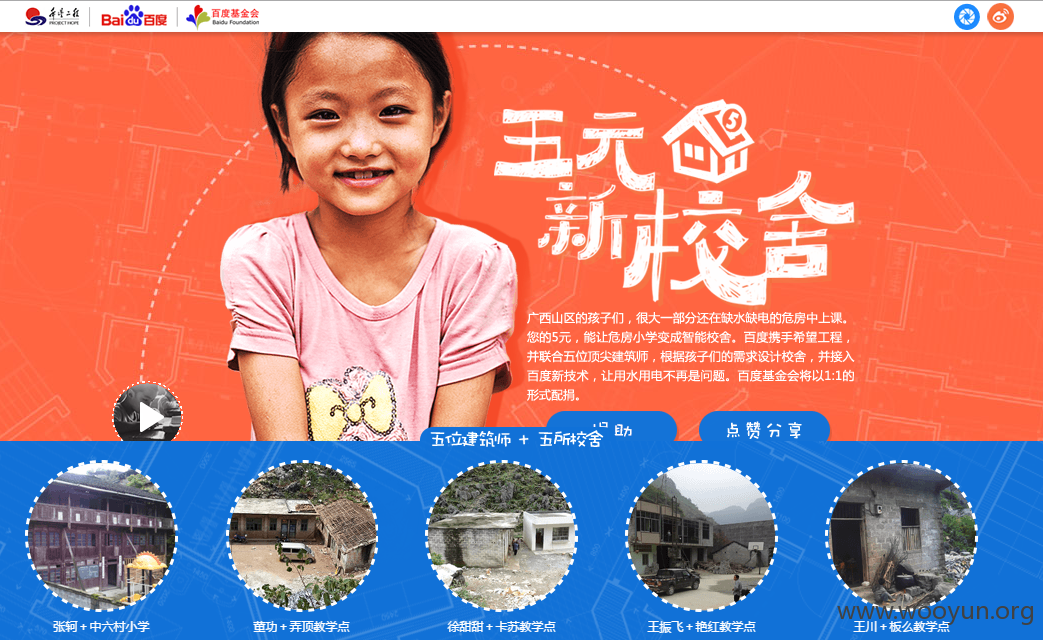 希望工程
PROJECT HOPE
Baidu百度
百度基金会
Baidu Foundation
五元
5
新校舍
广西山区的孩子们，很大一部分还在缺水缺电的危房中上课。
您的5元，能让危房小学变成智能校舍。百度携手希望工程，
并联合五位顶尖建筑师，根据孩子们的需求设计校舍，并接入
百度新技术，让用水用电不再是问题。百度基金会将以1:1的
形式配捐。
助
点赞分享
五位建筑师 + 五所校舍
张轲+中六村小学
董功+弄顶教学点
徐甜甜+卡苏教学点
王振飞+艳红教学点
王川+板么教学点
www.wooyun.org